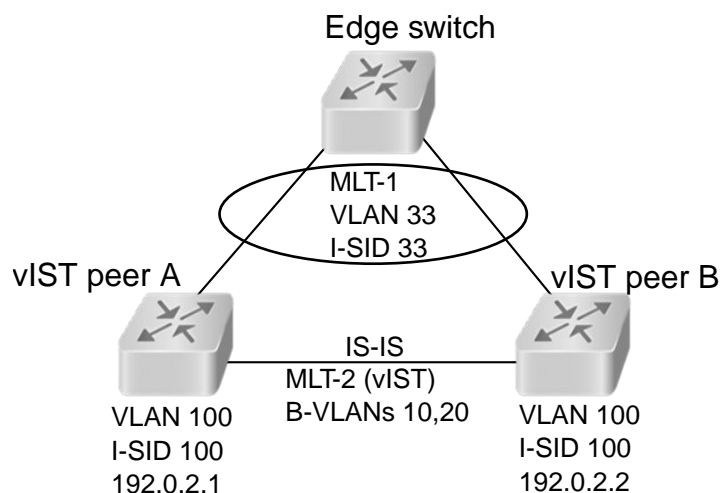 Edge switch
MLT-1
VLAN 33
I-SID 33
vIST peer A
vIST peer B
IS-IS
MLT-2 (vIST)
B-VLANs 10,20
VLAN 100
I-SID 100
192.0.2.1
VLAN 100
I-SID 100
192.0.2.2